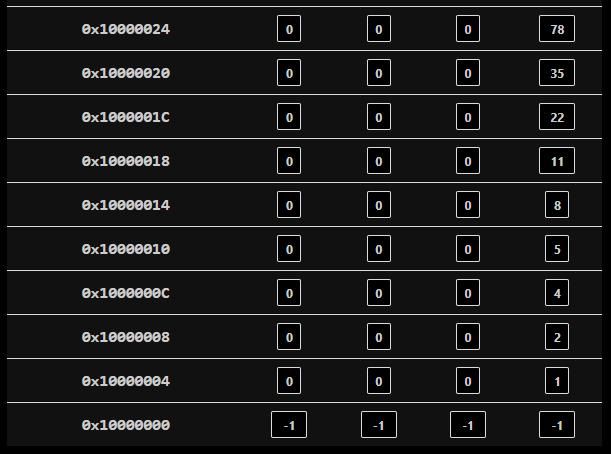 0x10000024 0 0 0 78
0x10000020 0 0 0 35
0x1000001C 0 0 0 22
0x10000018 0 0 0 11
0x10000014 0 0 0 8
0x10000010 0 0 0 5
0x1000000C 0 0 0 4
0x10000008 0 0 0 2
0x10000004 0 0 0 1
0x10000000 -1 -1 -1 -1